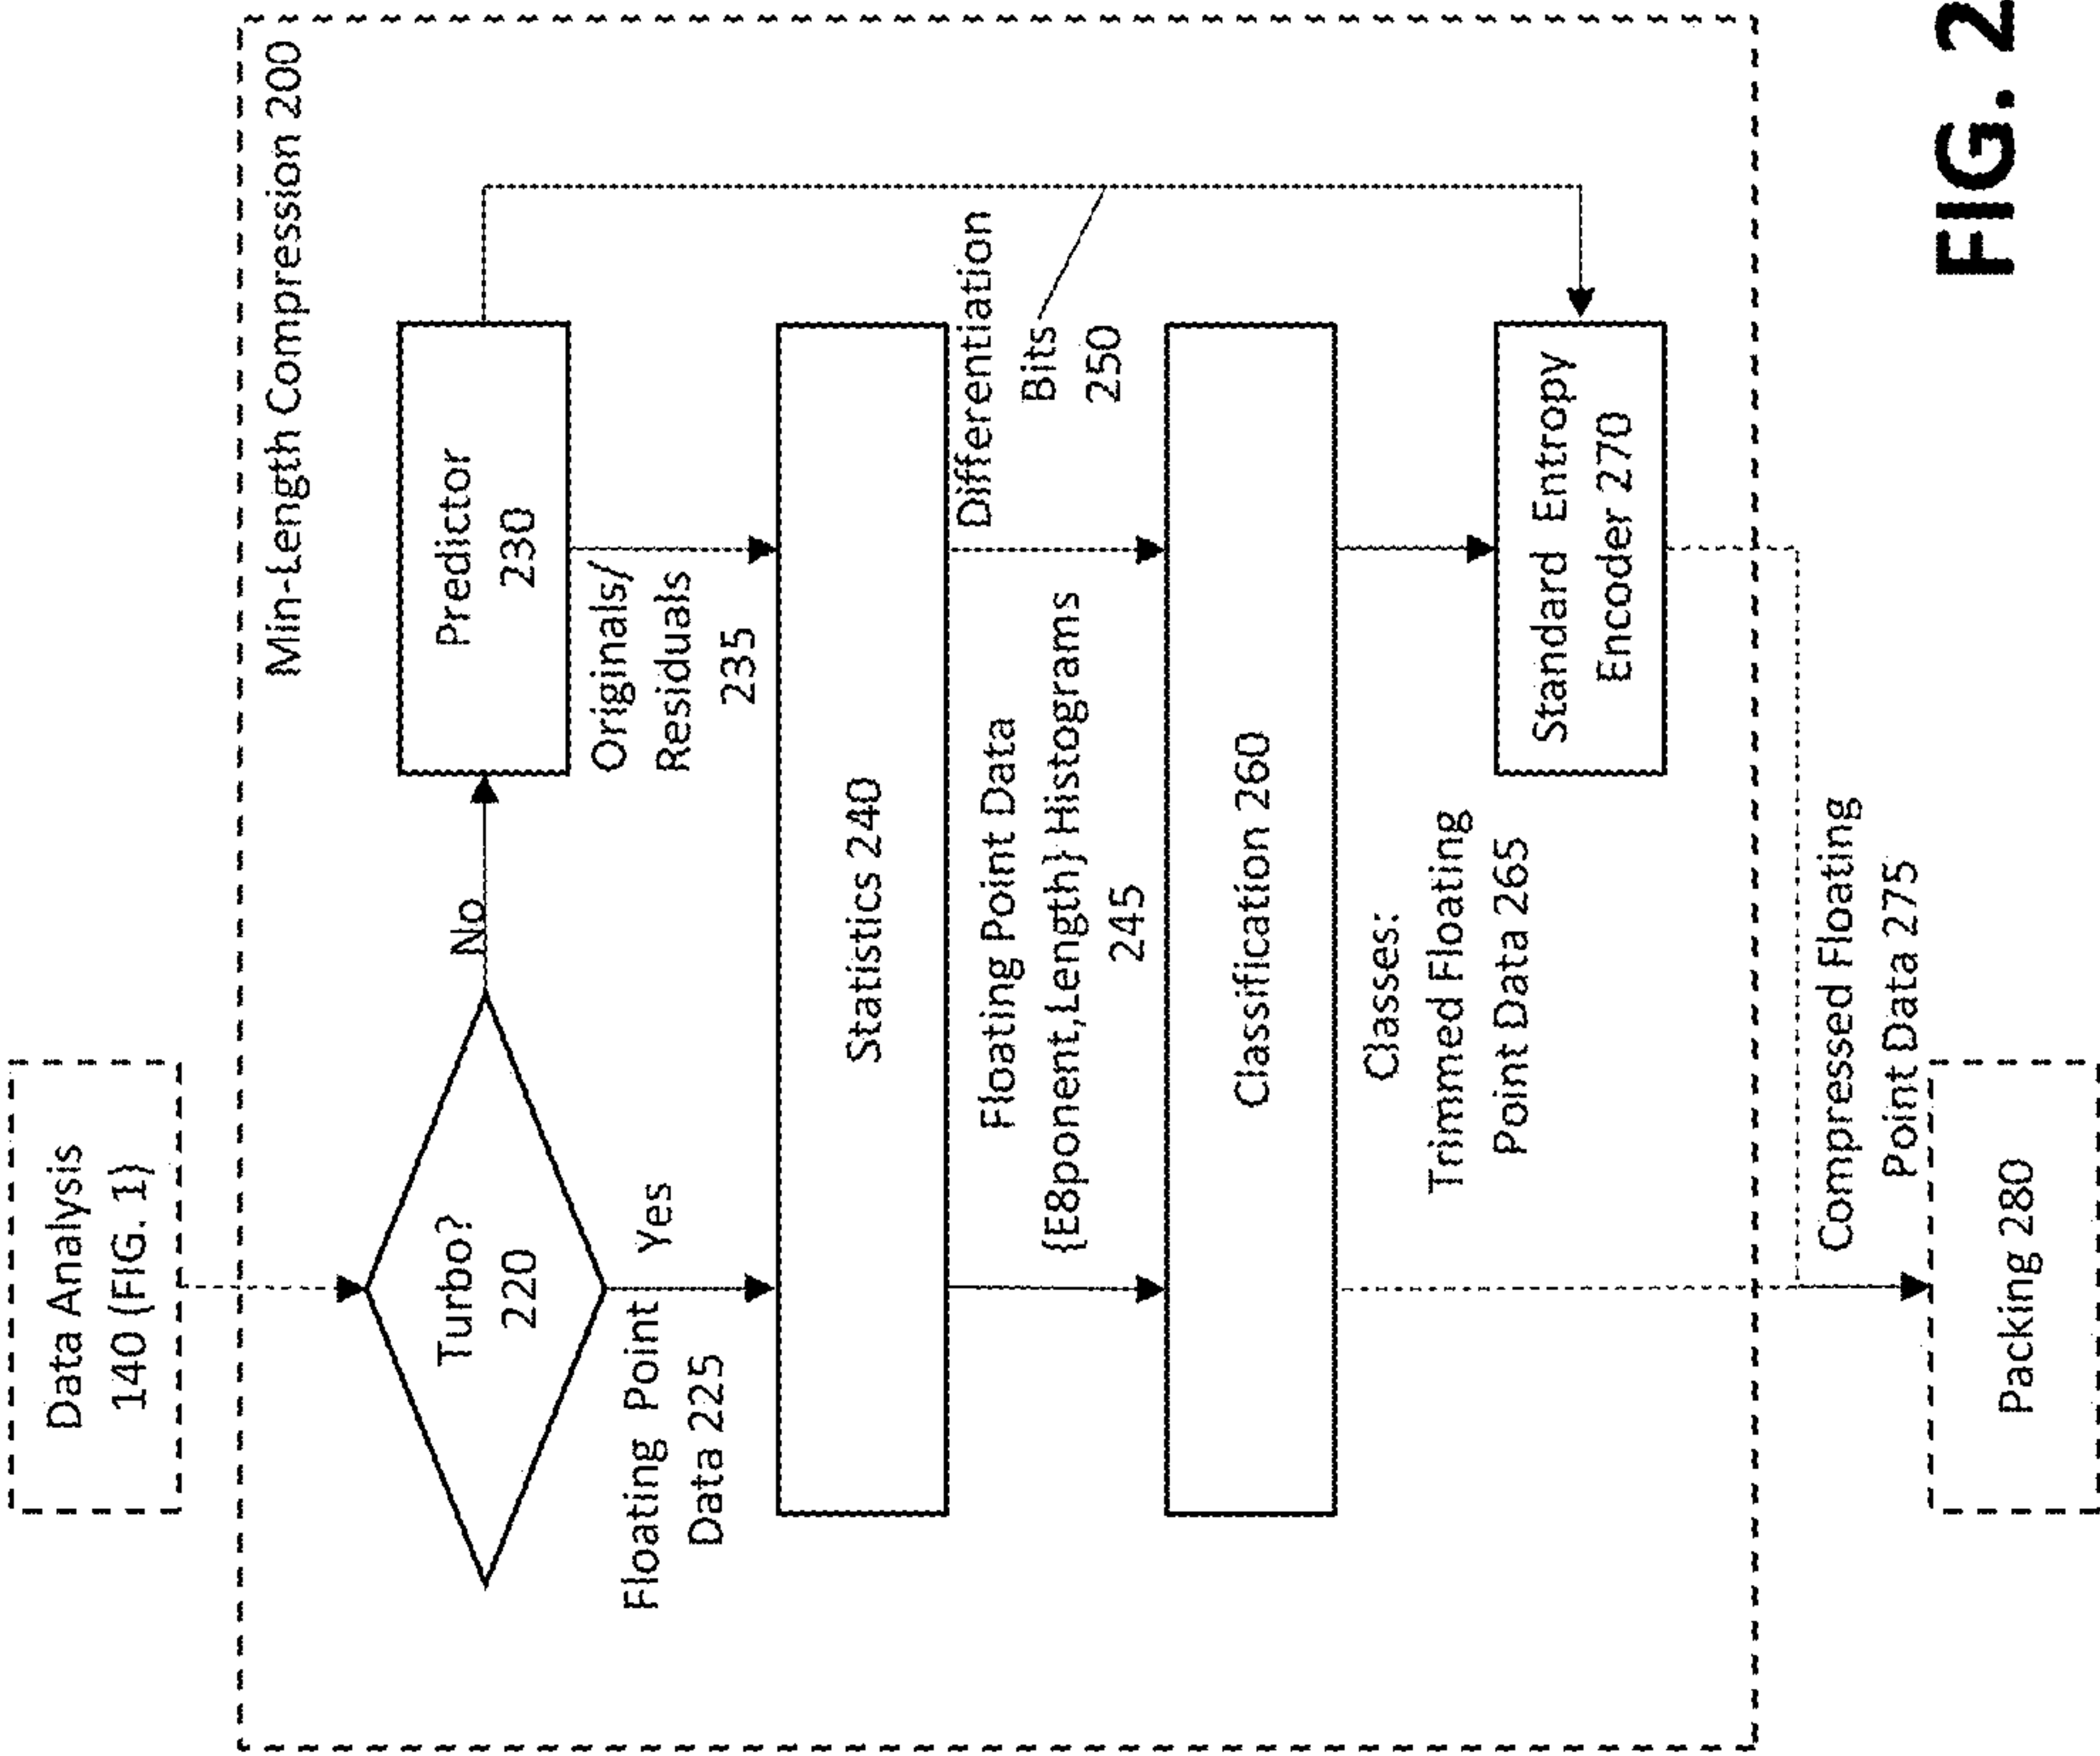 Data Analysis
140 (FIG. 1)
Min-Length Compression 200
Turbo?
220
No
Predictor
230
Yes
Floating Point
Data 225
Originals/
Residuals
235
Statistics 240
Floating Point Data
{E8ponent,Length} Histograms
245
Differentiation
Bits
250
Classification 260
Classes:
Trimmed Floating
Point Data 265
Standard Entropy
Encoder 270
Compressed Floating
Point Data 275
Packing 280
FIG. 2